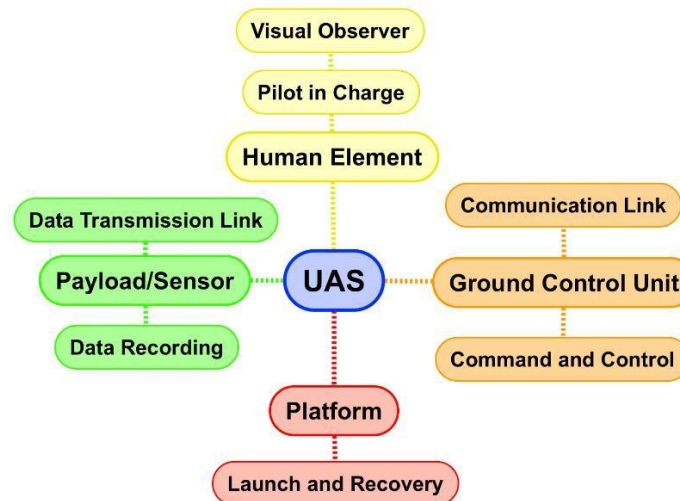 Visual Observer
Pilot in Charge
Human Element
Data Transmission Link
Communication Link
Payload/Sensor
UAS
Ground Control Unit
Data Recording
Command and Control
Platform
Launch and Recovery